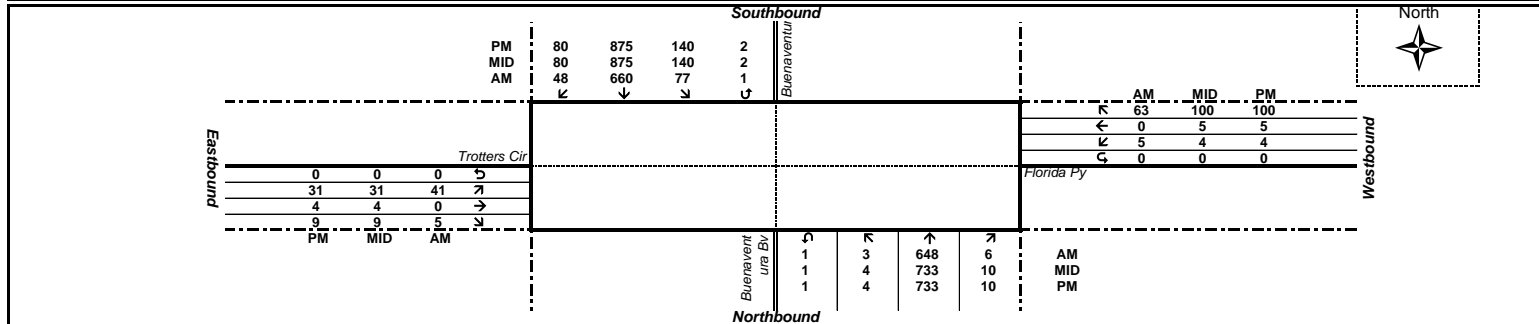 Southbound
North
Buenaventur
PM 80 875 140 2
MID 80 875 140 2
AM 48 660 77 1
↙ ↓ ↘ ⮍
AM MID PM
↖ 63 100 100
← 0 5 5
↙ 5 4 4
0 0 0
Eastbound
Westbound
Trotters Cir
Florida Py
0 0 0
31 31 41 ↗
4 4 0 →
9 9 5 ↘
PM MID AM
Buenavent
ura Bv
↖ ↑ ↗
1 3 648 6 AM
1 4 733 10 MID
1 4 733 10 PM
Northbound